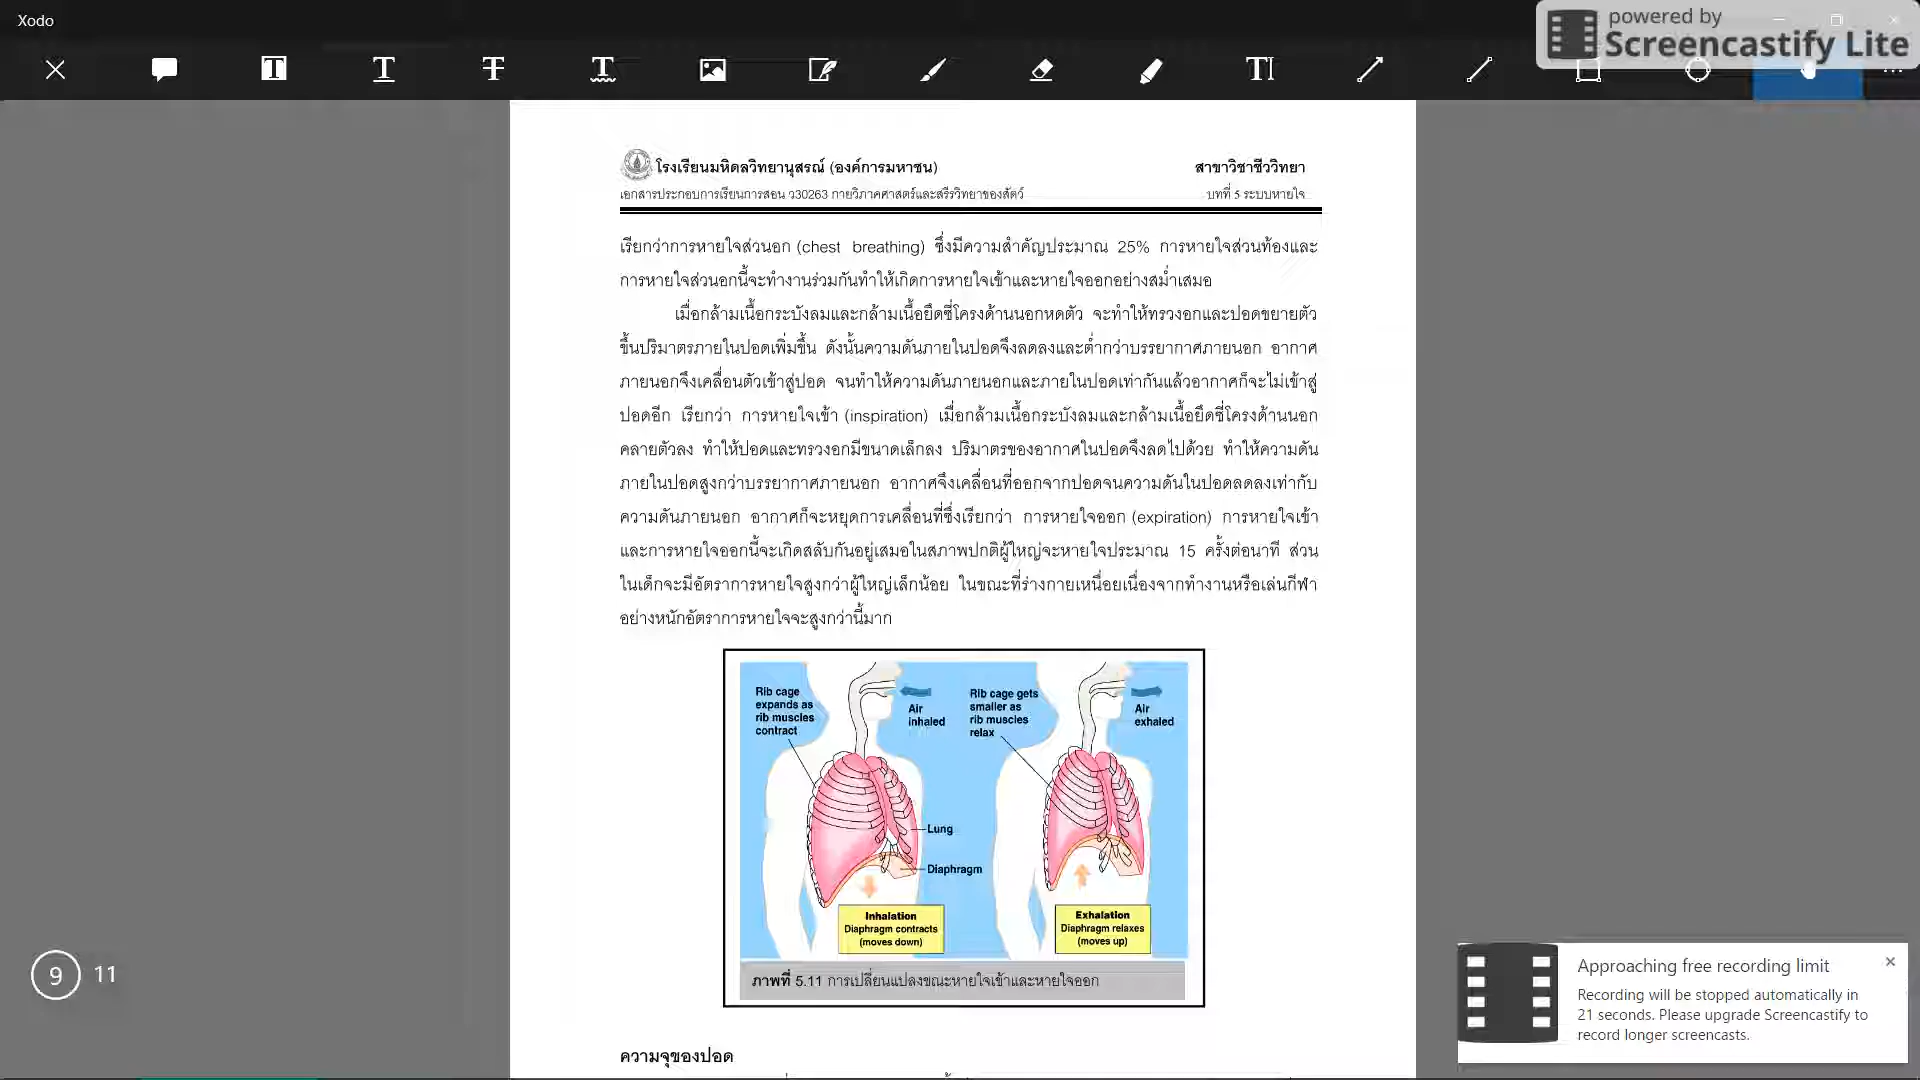 Xodo
powered by
Screencastify Lite
โรงเรียนมหิดลวิทยานุสรณ์ (องค์การมหาชน)
สาขาวิชาชีววิทยา
เอกสารประกอบการเรียนการสอน ว30263 กายวิภาคศาสตร์และสรีรวิทยาของสัตว์
บทที่ 5 ระบบหายใจ
เรียกว่าการหายใจส่วนอก (chest breathing) ซึ่งมีความสำคัญประมาณ 25% การหายใจส่วนท้องและ
การหายใจส่วนอกนี้จะทำงานร่วมกันทำให้เกิดการหายใจเข้าและหายใจออกอย่างสม่ำเสมอ
เมื่อกล้ามเนื้อกระบังลมและกล้ามเนื้อยึดซี่โครงด้านนอกหดตัว จะทำให้ทรวงอกและปอดขยายตัว
ขึ้นปริมาตรภายในปอดเพิ่มขึ้น ดังนั้นความดันภายในปอดจึงลดลงและต่ำกว่าบรรยากาศภายนอก อากาศ
ภายนอกจึงเคลื่อนตัวเข้าสู่ปอด จนทำให้ความดันภายนอกและภายในปอดเท่ากันแล้วอากาศก็จะไม่เข้าสู่
ปอดอีก เรียกว่า การหายใจเข้า (inspiration) เมื่อกล้ามเนื้อกระบังลมและกล้ามเนื้อยึดซี่โครงด้านนอก
คลายตัวลง ทำให้ปอดและทรวงอกมีขนาดเล็กลง ปริมาตรของอากาศในปอดจึงลดไปด้วย ทำให้ความดัน
ภายในปอดสูงกว่าบรรยากาศภายนอก อากาศจึงเคลื่อนที่ออกจากปอดจนความดันในปอดลดลงเท่ากับ
ความดันภายนอก อากาศก็จะหยุดการเคลื่อนที่ซึ่งเรียกว่า การหายใจออก (expiration) การหายใจเข้า
และการหายใจออกนี้จะเกิดสลับกันอยู่เสมอในสภาพปกติผู้ใหญ่จะหายใจประมาณ 15 ครั้งต่อนาที ส่วน
ในเด็กจะมีอัตราการหายใจสูงกว่าผู้ใหญ่เล็กน้อย ในขณะที่ร่างกายเหนื่อยเนื่องจากทำงานหรือเล่นกีฬา
อย่างหนักอัตราการหายใจจะสูงกว่านี้มาก
Rib cage
expands as
rib muscles
contract
Air
inhaled
Rib cage gets
smaller as
rib muscles
relax
Air
exhaled
Lung
Diaphragm
Inhalation
Diaphragm contracts
(moves down)
Exhalation
Diaphragm relaxes
(moves up)
ภาพที่ 5.11 การเปลี่ยนแปลงขณะหายใจเข้าและหายใจออก
ความจุของปอด
9 11
Approaching free recording limit
Recording will be stopped automatically in
21 seconds. Please upgrade Screencastify to
record longer screencasts.